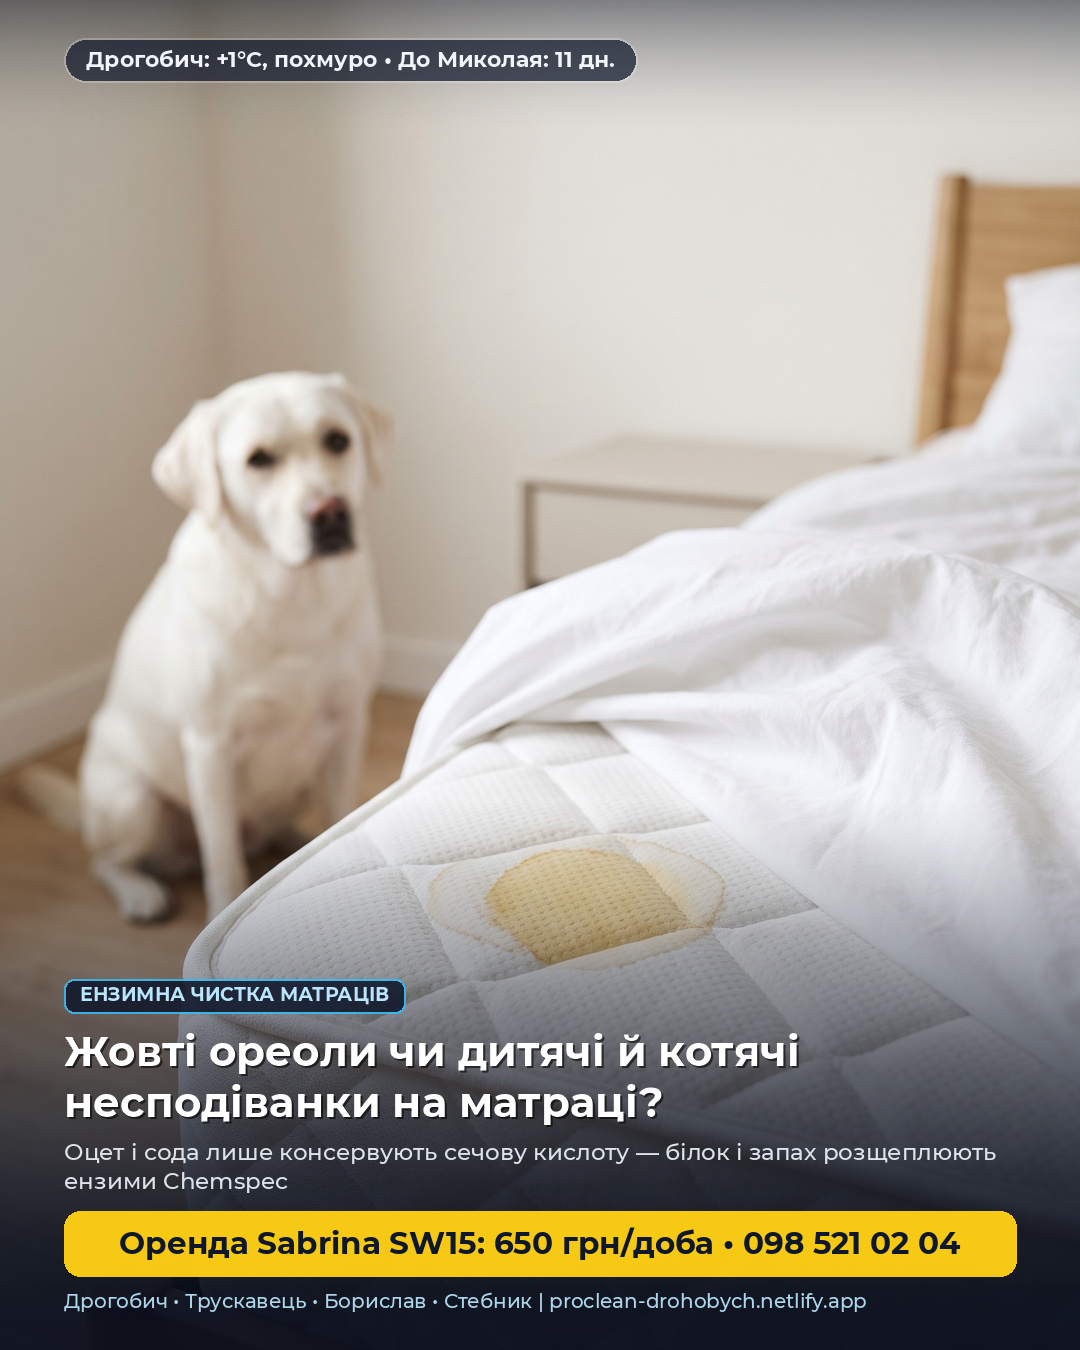 Дрогобич: +1°C, похмуро • До Миколая: 11 дн.
ЕНЗИМНА ЧИСТКА МАТРАЦІВ
Жовті ореоли чи дитячі й котячі
несподіванки на матраці?
Оцет і сода лише консервують сечову кислоту — білок і запах розщеплюють
ензими Chemspec
Оренда Sabrina SW15: 650 грн/доба • 098 521 02 04
Дрогобич • Трускавець • Борислав • Стебник | proclean-drohobych.netlify.app